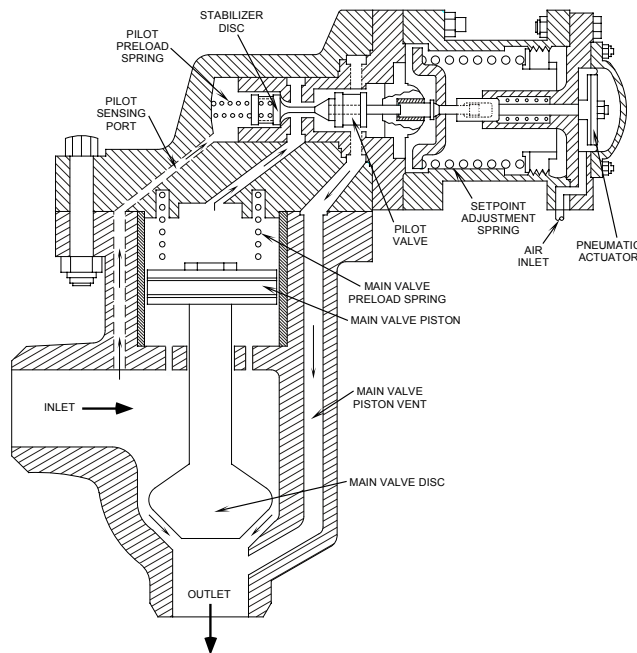 STABILIZER
DISC
PILOT
PRELOAD
SPRING
PILOT
SENSING
PORT
SETPOINT
ADJUSTMENT
SPRING
PILOT
VALVE
AIR
INLET
PNEUMATIC
ACTUATOR
MAIN VALVE
PRELOAD SPRING
MAIN VALVE PISTON
INLET
MAIN VALVE
PISTON VENT
MAIN VALVE DISC
OUTLET